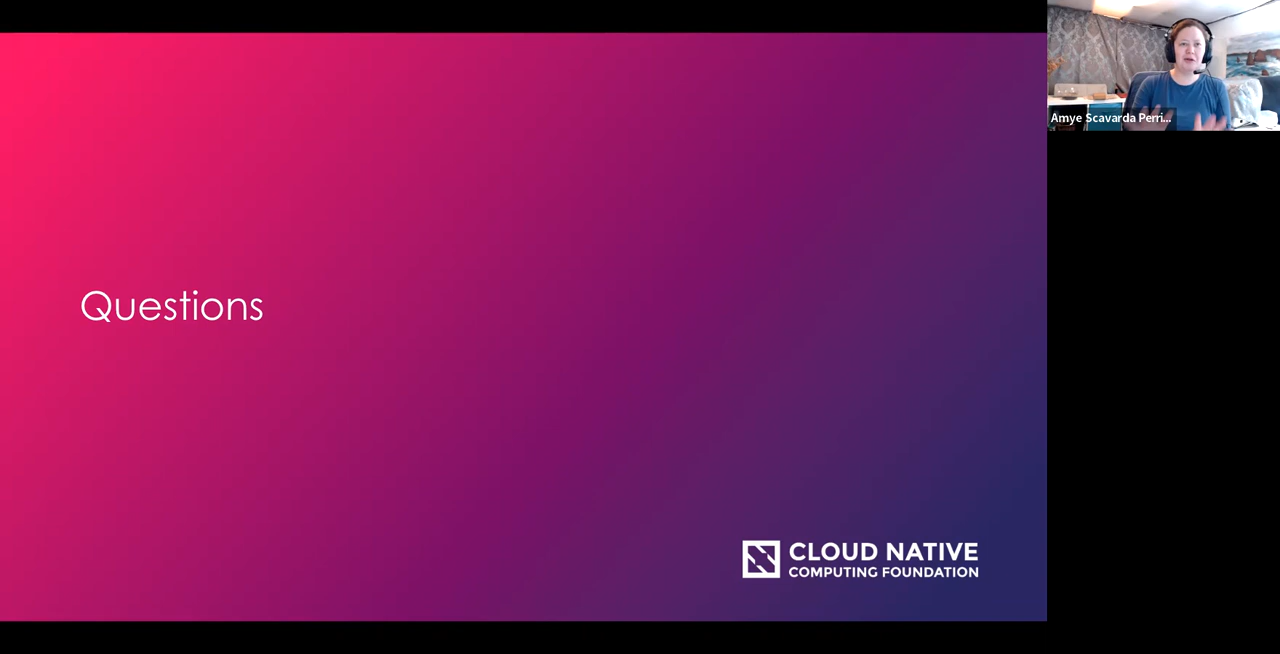 Amye Scavarda Perri...
Questions
CLOUD NATIVE
COMPUTING FOUNDATION